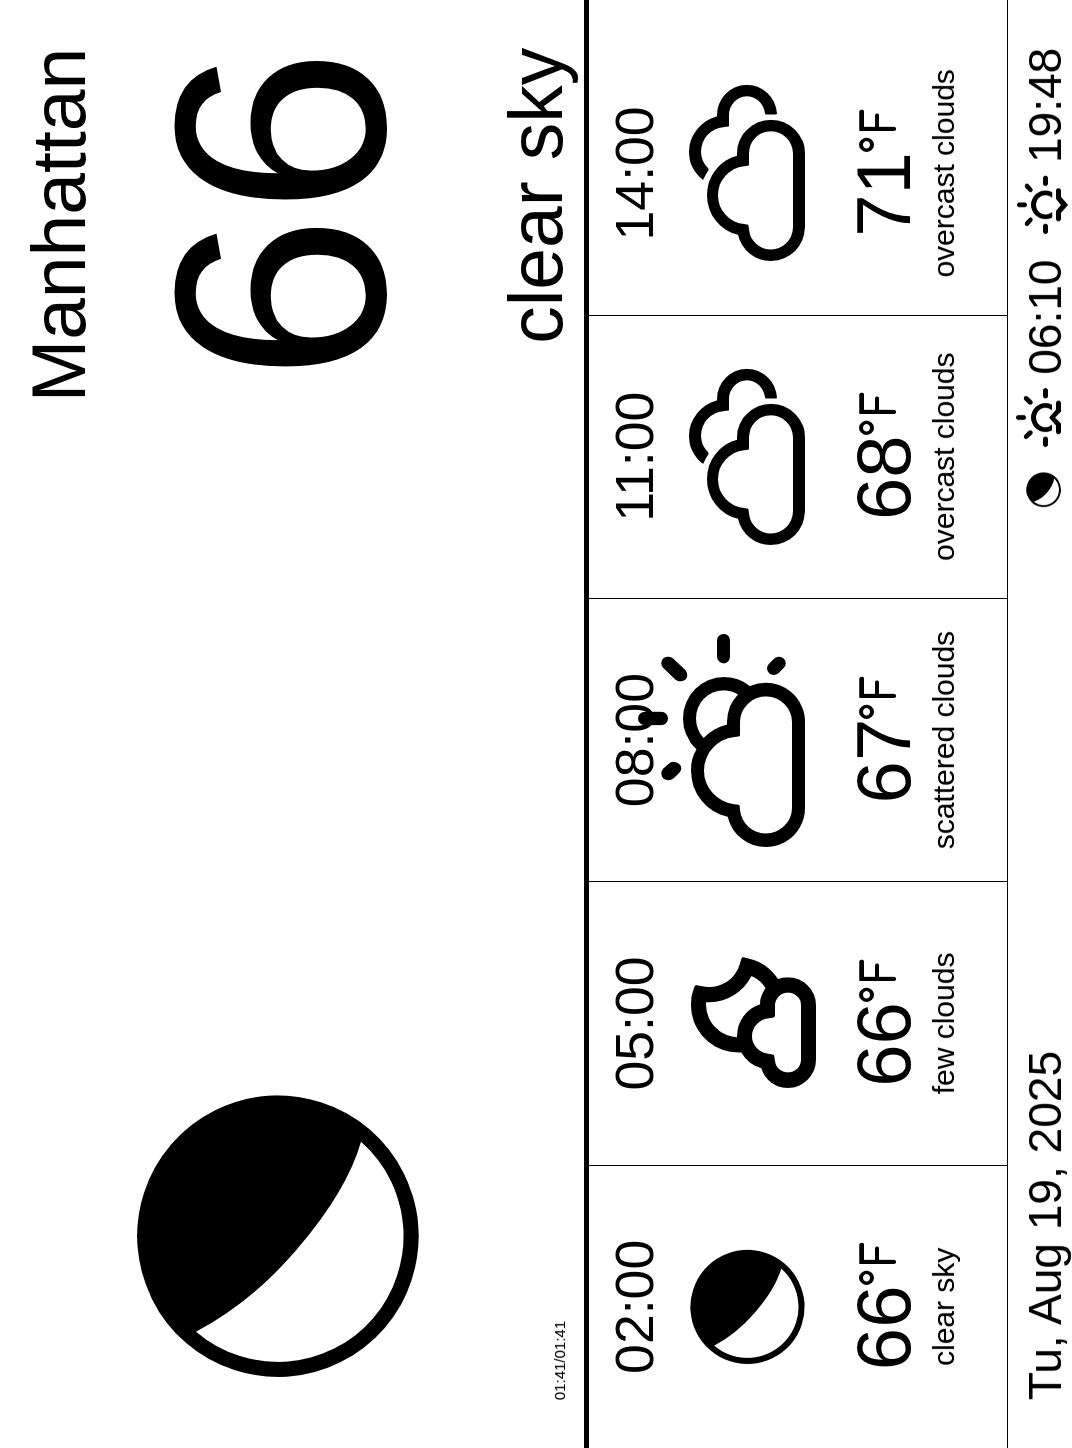 Manhattan
66
clear sky
01:41/01:41
02:00 05:00 08:00 11:00 14:00
66°F 66°F 67°F 68°F 71°F
clear sky few clouds scattered clouds overcast clouds overcast clouds
Tu, Aug 19, 2025 06:10 19:48